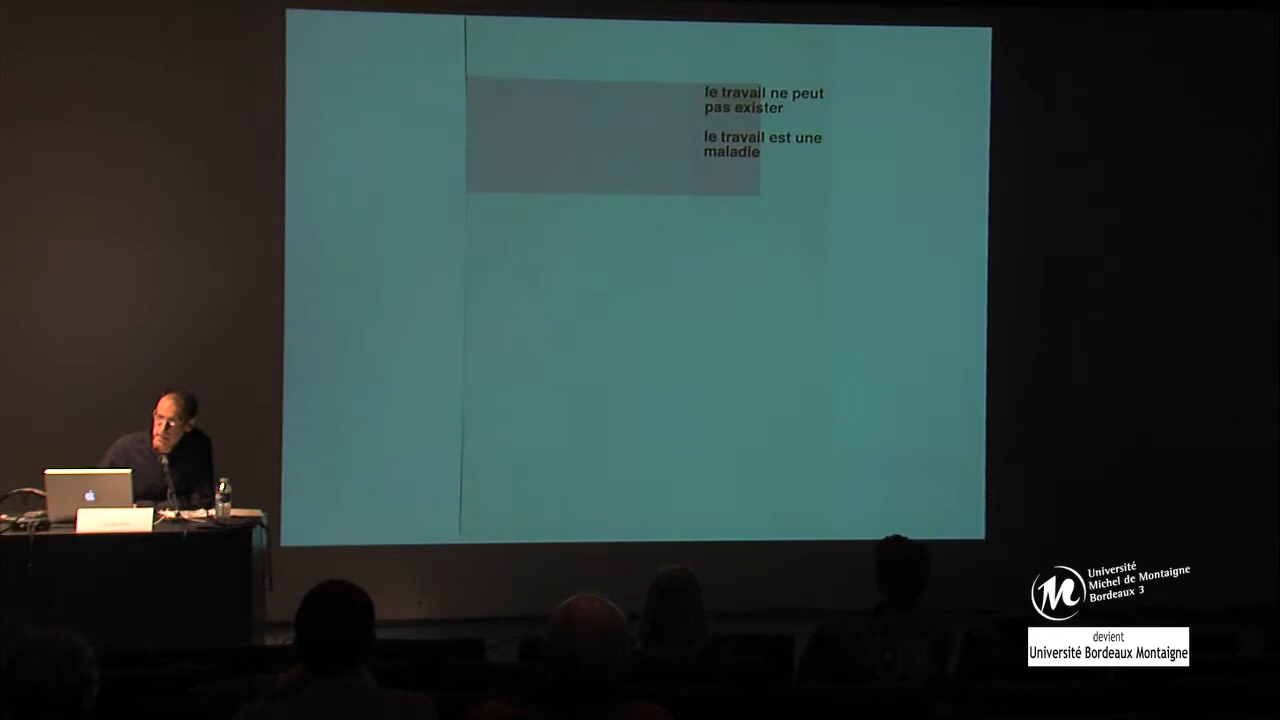 le travail ne peut
pas exister
le travail est une
maladie
Université
Michel de Montaigne
Bordeaux 3
devient
Université Bordeaux Montaigne